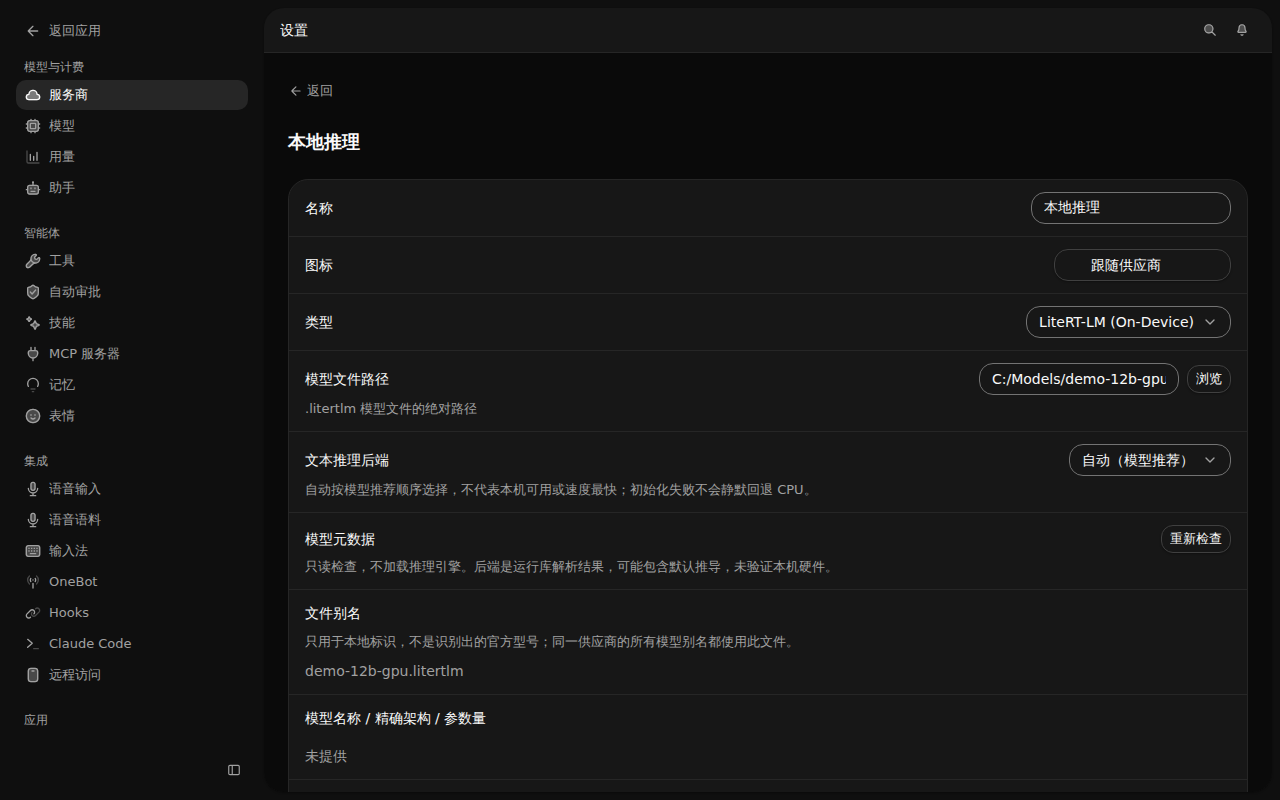 返回应用
模型与计费
服务商
模型
用量
助手
智能体
工具
自动审批
技能
MCP 服务器
记忆
表情
集成
语音输入
语音语料
输入法
OneBot
Hooks
Claude Code
远程访问
应用
设置
返回
本地推理
名称
本地推理
图标
跟随供应商
类型
LiteRT-LM (On-Device)
模型文件路径
C:/Models/demo-12b-gpu
浏览
.litertlm 模型文件的绝对路径
文本推理后端
自动（模型推荐）
自动按模型推荐顺序选择，不代表本机可用或速度最快；初始化失败不会静默回退 CPU。
模型元数据
重新检查
只读检查，不加载推理引擎。后端是运行库解析结果，可能包含默认推导，未验证本机硬件。
文件别名
只用于本地标识，不是识别出的官方型号；同一供应商的所有模型别名都使用此文件。
demo-12b-gpu.litertlm
模型名称 / 精确架构 / 参数量
未提供